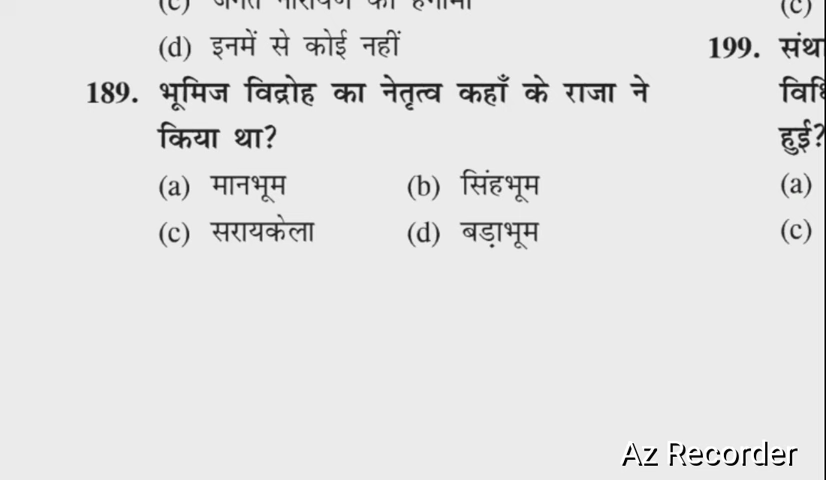 (d) इनमें से कोई नहीं
189. भूमिज विद्रोह का नेतृत्व कहाँ के राजा ने
किया था?
(a) मानभूम (b) सिंहभूम
(c) सरायकेला (d) बड़ाभूम
(c)
199. संथा
हुई?
(a)
(c)
Az Recorder